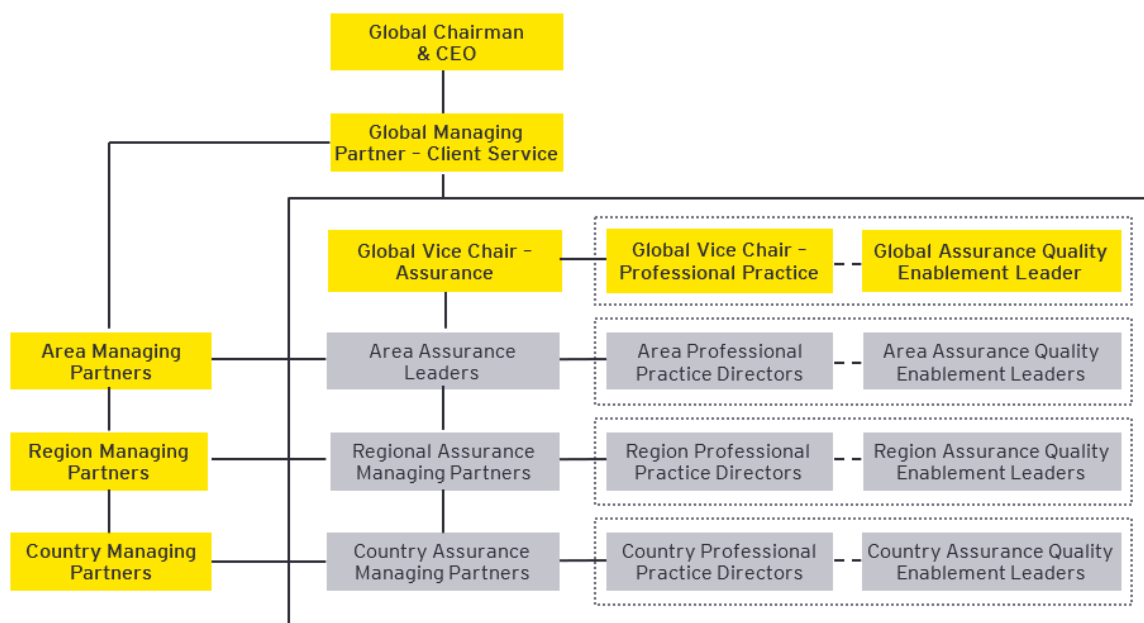 Global Chairman
& CEO
Global Managing
Partner – Client Service
Global Vice Chair –
Assurance
Global Vice Chair –
Professional Practice
Global Assurance Quality
Enablement Leader
Area Managing
Partners
Area Assurance
Leaders
Area Professional
Practice Directors
Area Assurance Quality
Enablement Leaders
Region Managing
Partners
Regional Assurance
Managing Partners
Region Professional
Practice Directors
Region Assurance Quality
Enablement Leaders
Country Managing
Partners
Country Assurance
Managing Partners
Country Professional
Practice Directors
Country Assurance Quality
Enablement Leaders